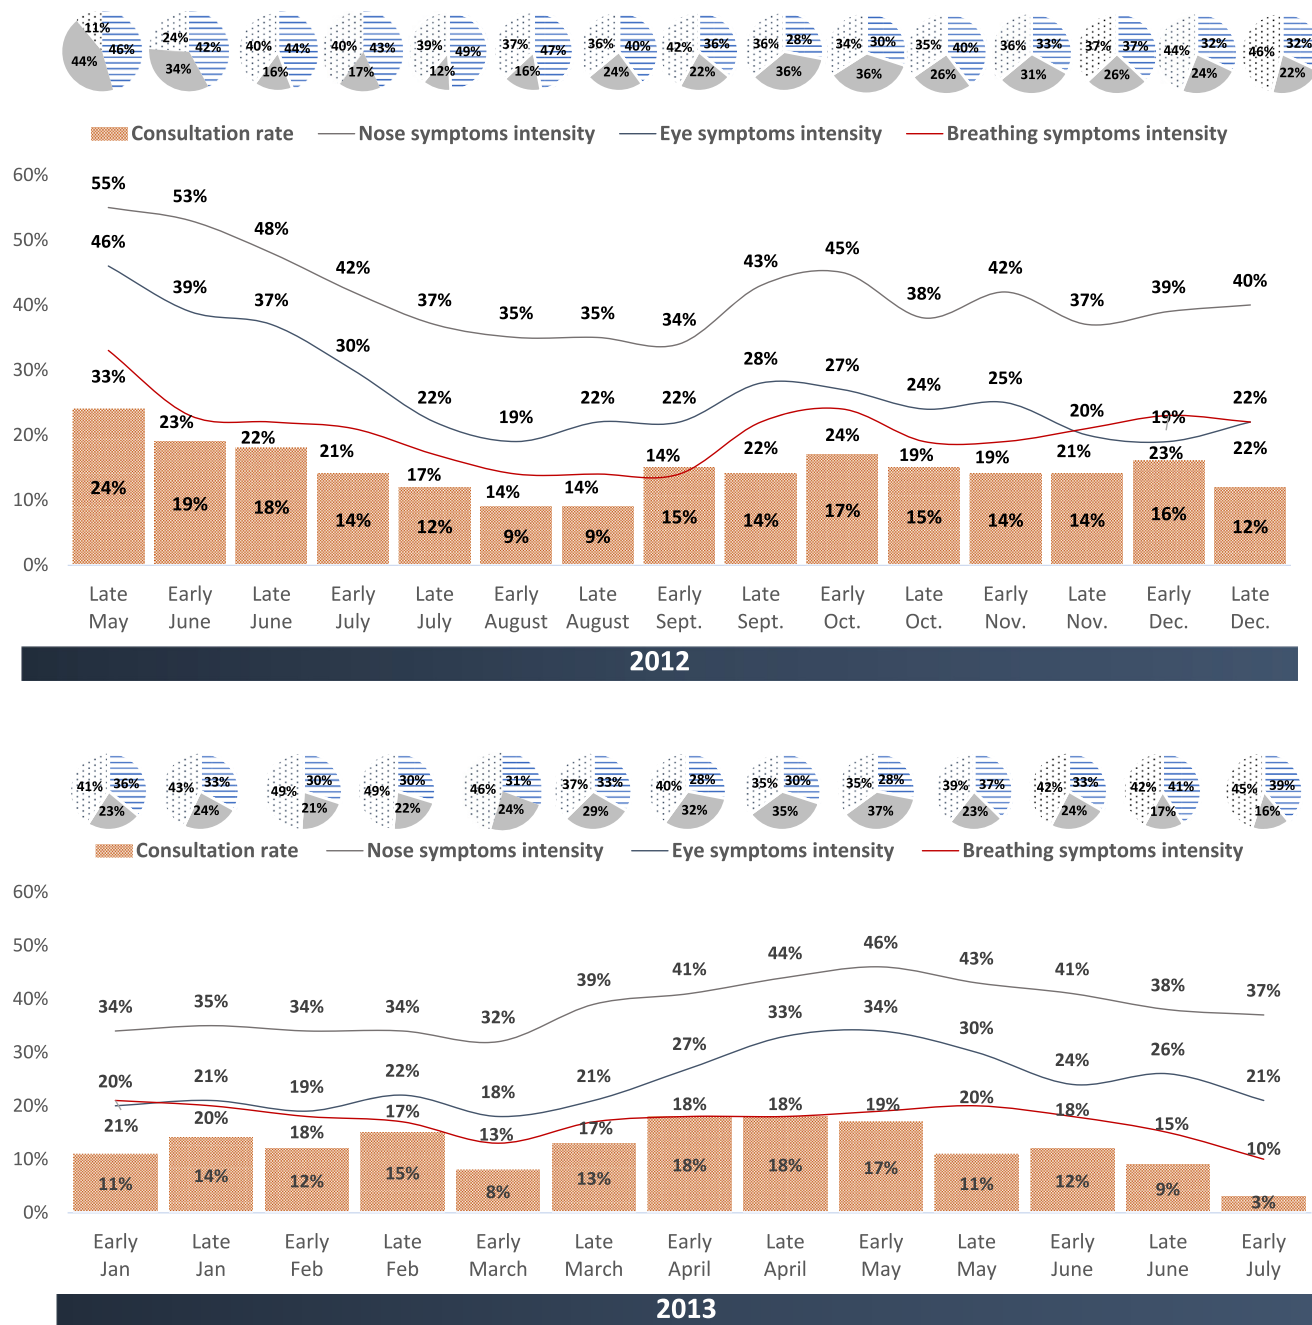 11% 46% 24% 42% 40% 44% 40% 43% 39% 49% 37% 47% 36% 40% 42% 36% 36% 28% 34% 30% 35% 40% 36% 33% 37% 37% 44% 32% 46% 32%
44% 34% 16% 17% 12% 16% 24% 22% 36% 36% 26% 31% 26% 24% 22%
Consultation rate Nose symptoms intensity Eye symptoms intensity Breathing symptoms intensity
60%
50%
40%
30%
20%
10%
0%
55% 53% 48% 42% 37% 35% 35% 34% 43% 45% 38% 42% 37% 39% 40%
46% 39% 37% 30% 22% 19% 22% 22% 28% 27% 24% 25% 20% 19% 22%
33% 23% 22% 21% 17% 14% 14% 14% 22% 24% 19% 19% 21% 23% 22%
24% 19% 18% 14% 12% 9% 9% 15% 14% 17% 15% 14% 14% 16% 12%
Late Early Late Early Late Early Late Early Late Early Late Early Late Early Late
May June June July July August August Sept. Sept. Oct. Oct. Nov. Nov. Dec. Dec.
2012
41% 36% 43% 33% 49% 30% 49% 30% 46% 31% 37% 33% 40% 28% 35% 30% 35% 28% 39% 37% 42% 33% 42% 41% 45% 39%
23% 24% 21% 22% 24% 29% 32% 35% 37% 23% 24% 17% 16%
Consultation rate Nose symptoms intensity Eye symptoms intensity Breathing symptoms intensity
60%
50%
40%
30%
20%
10%
0%
34% 35% 34% 34% 32% 39% 41% 44% 46% 43% 41% 38% 37%
20% 21% 19% 22% 18% 21% 27% 33% 34% 30% 24% 26% 21%
21% 20% 18% 17% 13% 17% 18% 18% 19% 20% 18% 15% 10%
11% 14% 12% 15% 8% 13% 18% 18% 17% 11% 12% 9% 3%
Early Late Early Late Early Late Early Late Early Late Early Late Early
Jan Jan Feb Feb March March April April May May June June July
2013